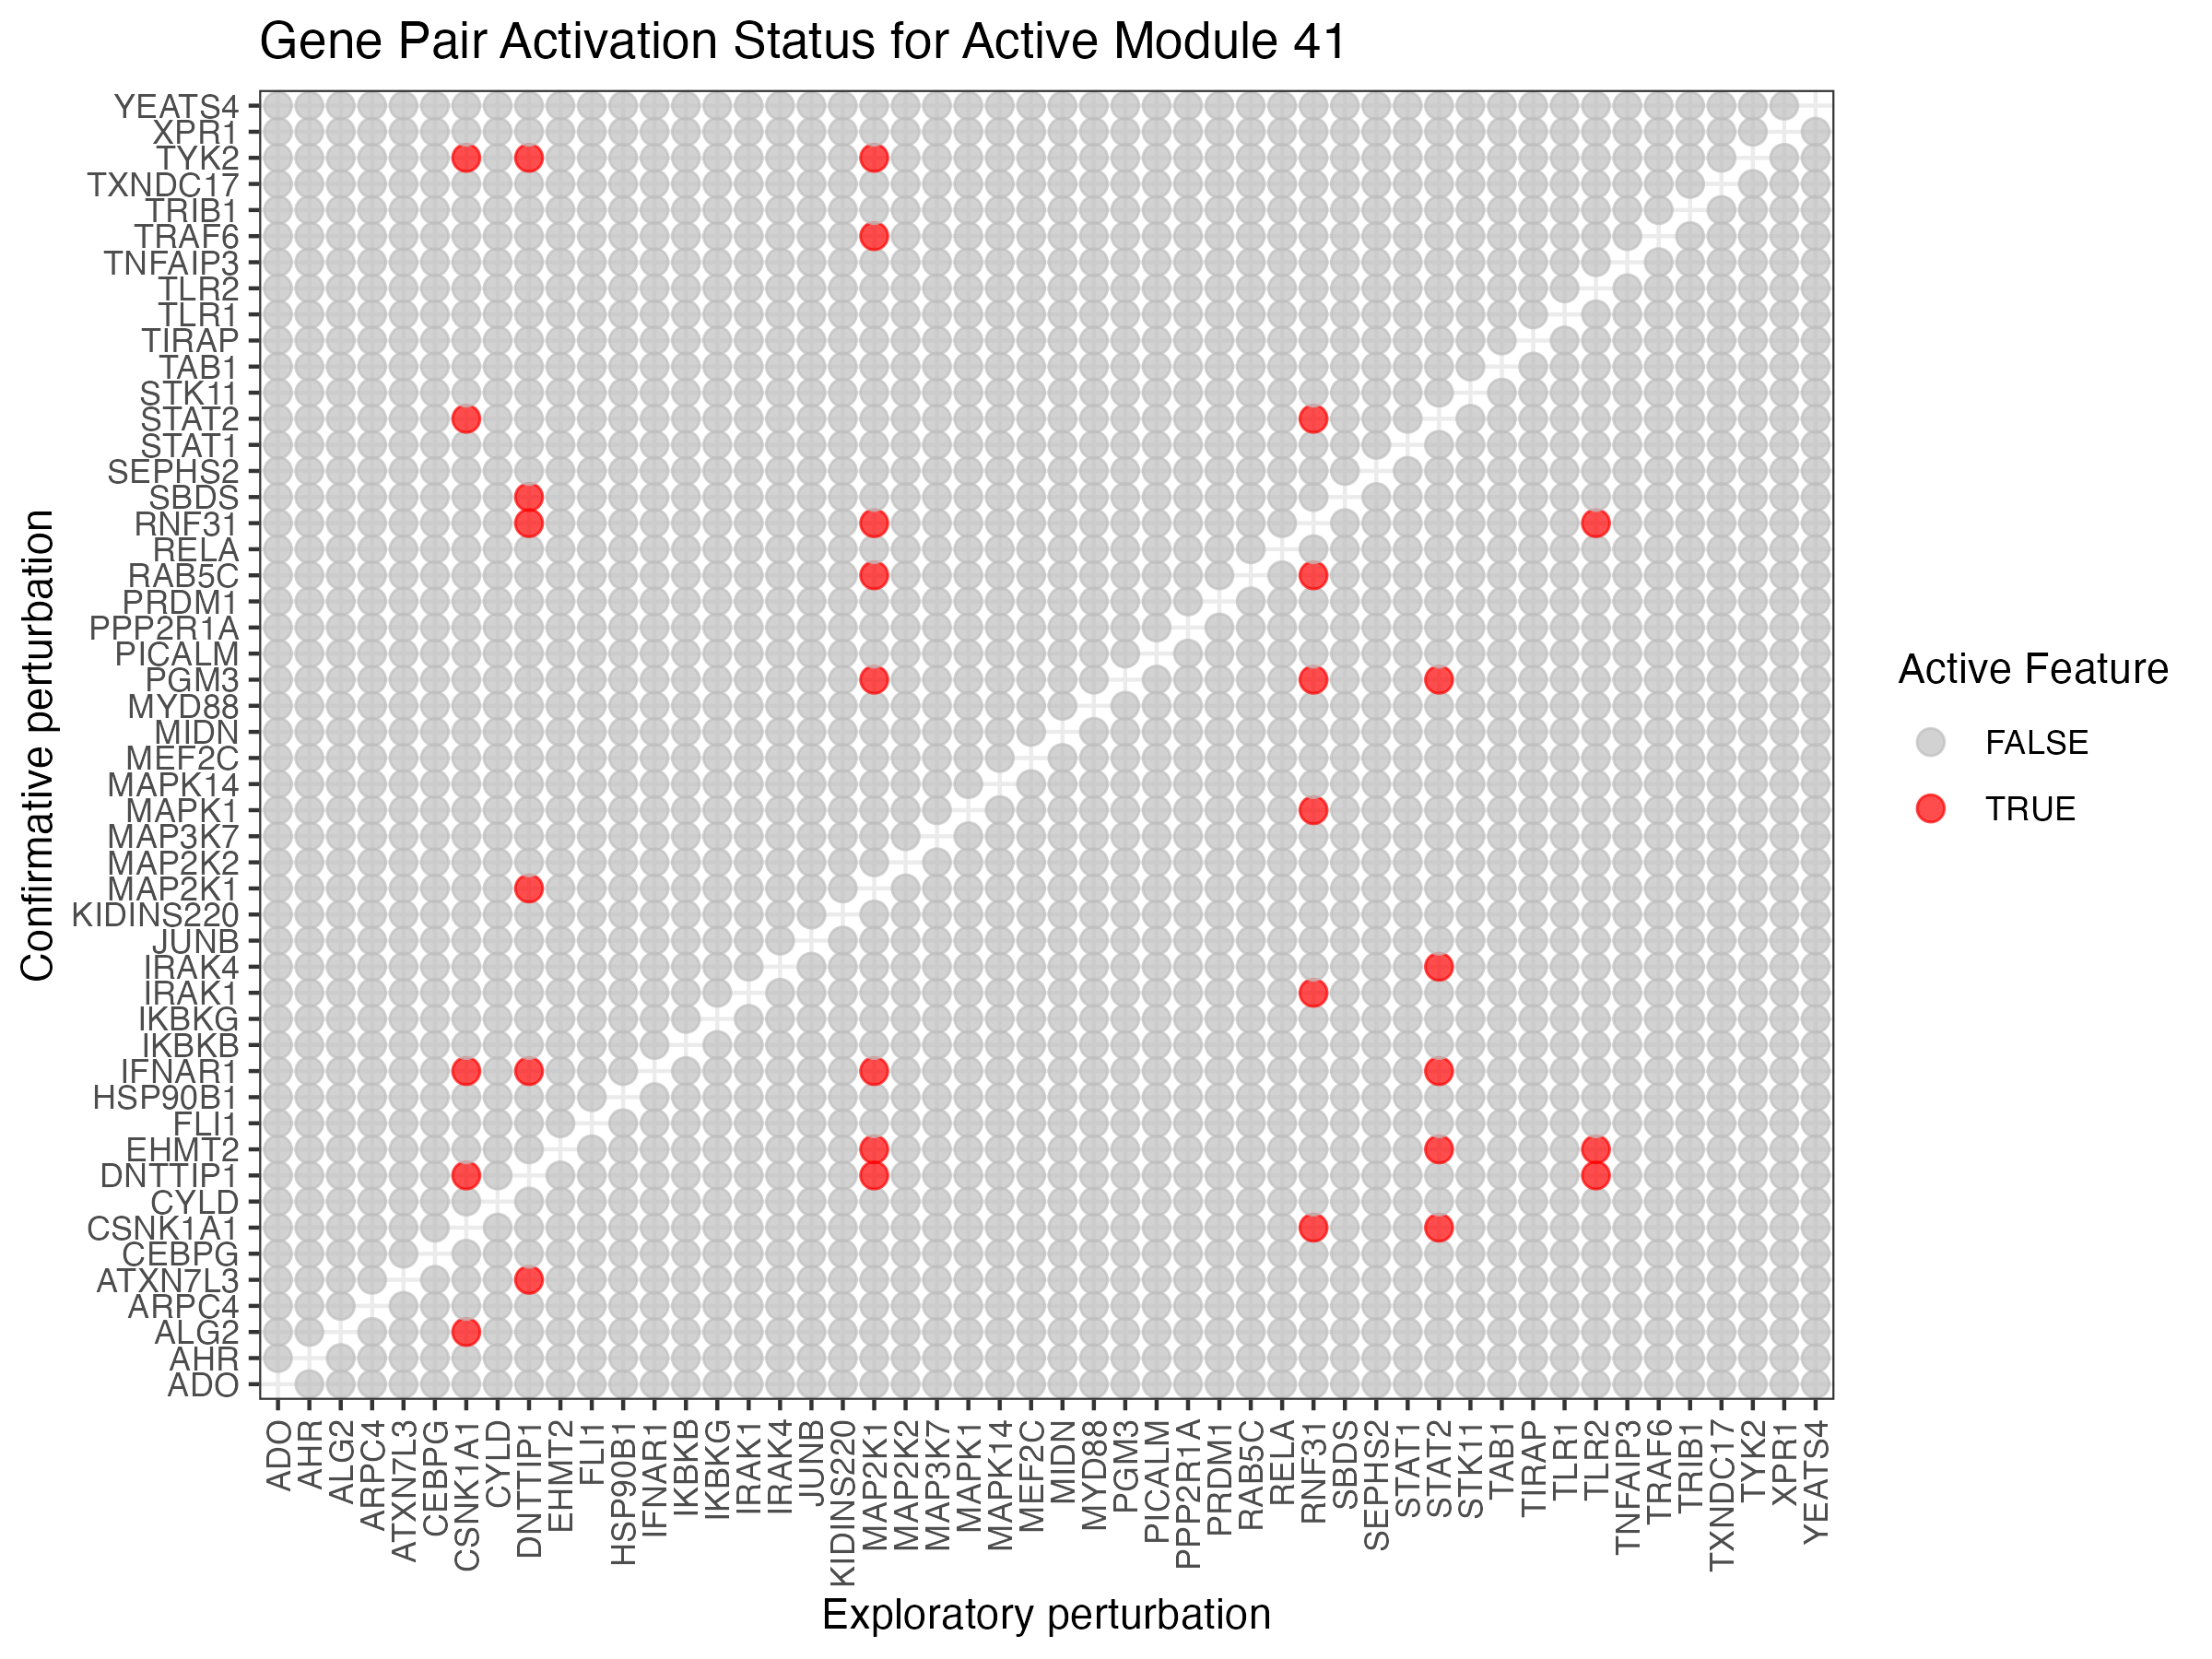 Gene Pair Activation Status for Active Module 41
Confirmative perturbation
YEATS4
XPR1
TYK2
TXNDC17
TRIB1
TRAF6
TNFAIP3
TLR2
TLR1
TIRAP
TAB1
STK11
STAT2
STAT1
SEPHS2
SBDS
RNF31
RELA
RAB5C
PRDM1
PPP2R1A
PICALM
PGM3
MYD88
MIDN
MEF2C
MAPK14
MAPK1
MAP3K7
MAP2K2
MAP2K1
KIDINS220
JUNB
IRAK4
IRAK1
IKBKG
IKBKB
IFNAR1
HSP90B1
FLI1
EHMT2
DNTTIP1
CYLD
CSNK1A1
CEBPG
ATXN7L3
ARPC4
ALG2
AHR
ADO
ADO
AHR
ALG2
ARPC4
ATXN7L3
CEBPG
CSNK1A1
CYLD
DNTTIP1
EHMT2
FLI1
HSP90B1
IFNAR1
IKBKB
IKBKG
IRAK1
IRAK4
JUNB
KIDINS220
MAP2K1
MAP2K2
MAP3K7
MAPK1
MAPK14
MEF2C
MIDN
MYD88
PGM3
PICALM
PPP2R1A
PRDM1
RAB5C
RELA
RNF31
SBDS
SEPHS2
STAT1
STAT2
STK11
TAB1
TIRAP
TLR1
TLR2
TNFAIP3
TRAF6
TRIB1
TXNDC17
TYK2
XPR1
YEATS4
Exploratory perturbation
Active Feature
FALSE
TRUE